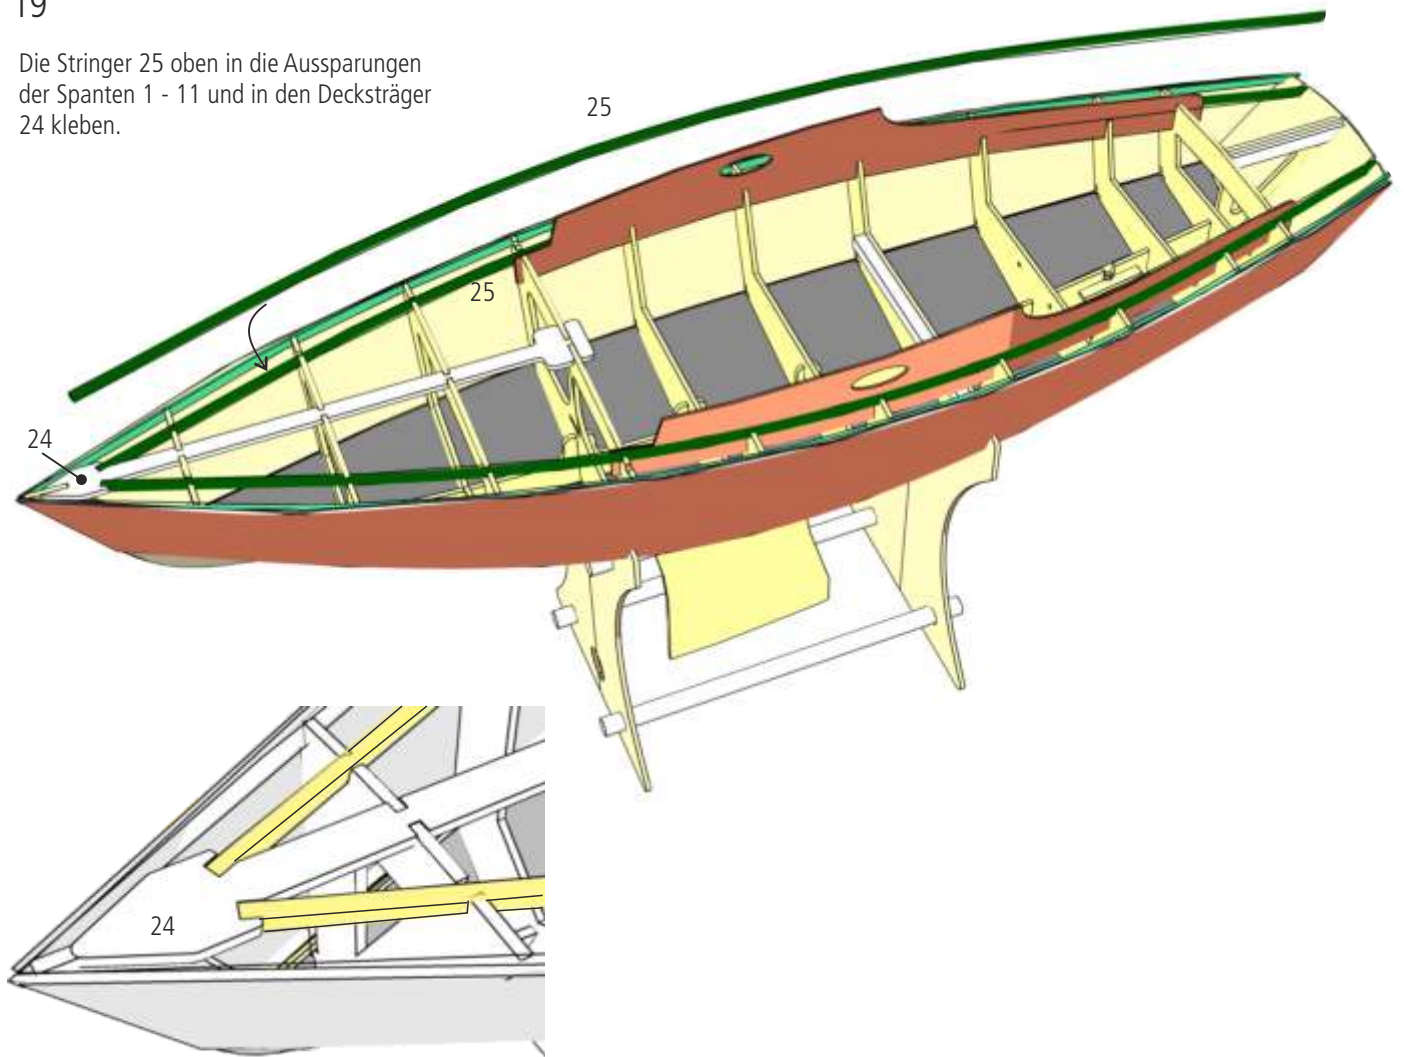 19
Die Stringer 25 oben in die Aussparungen
der Spanten 1 - 11 und in den Decksträger
24 kleben.
25
25
24
24